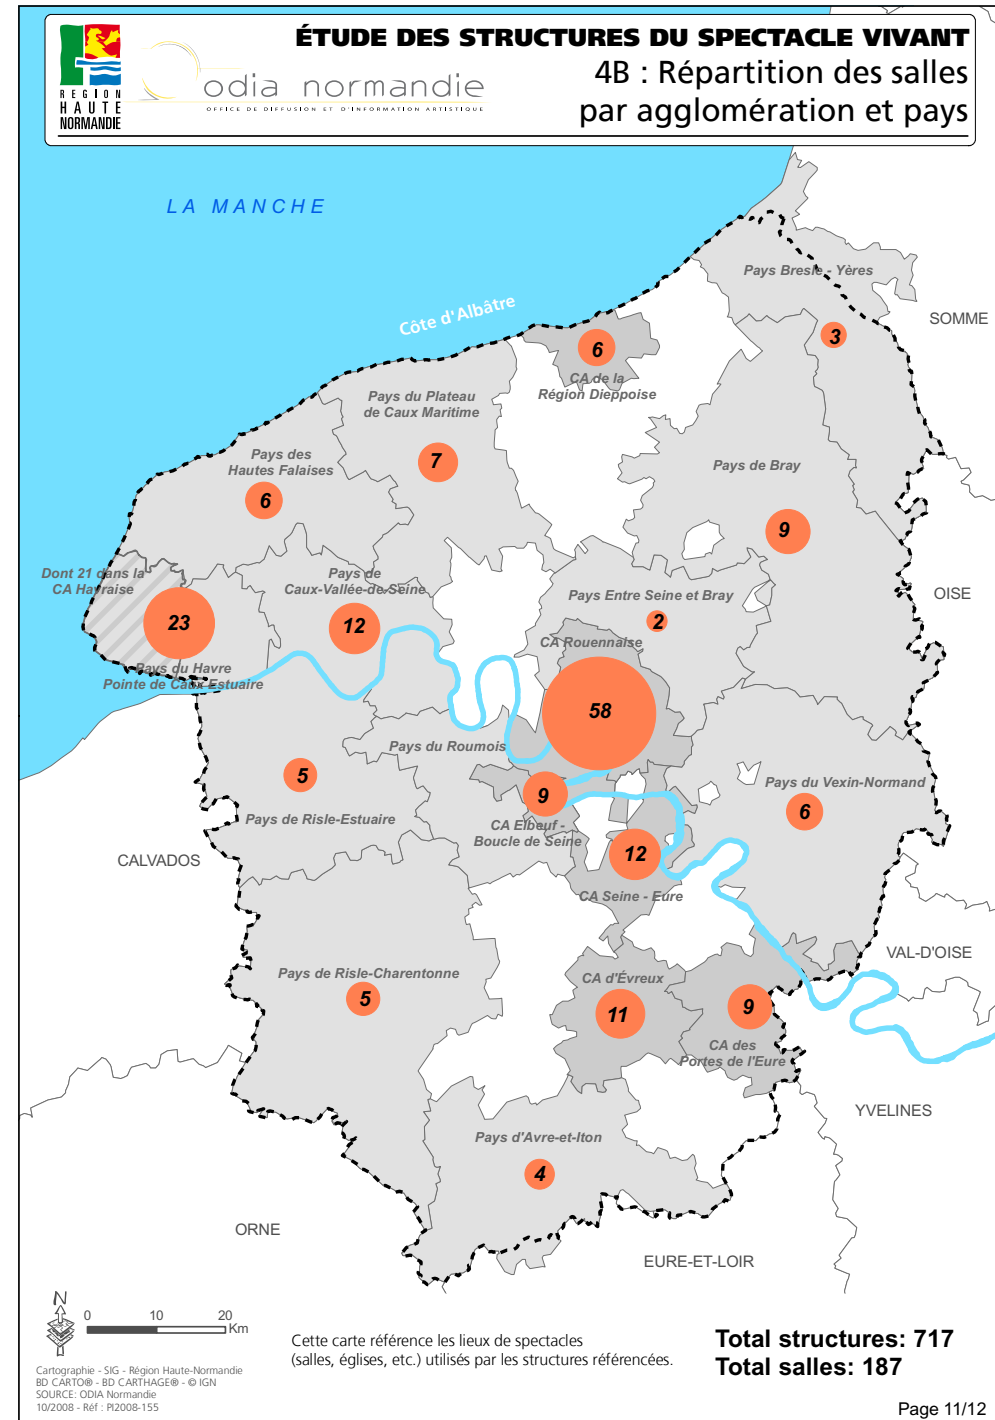 ÉTUDE DES STRUCTURES DU SPECTACLE VIVANT
4B : Répartition des salles
par agglomération et pays
REGION
HAUTE
NORMANDIE
odia normandie
OFFICE DE DIFFUSION ET D'INFORMATION ARTISTIQUE
LA MANCHE
Côte d'Albâtre
Pays Bresle - Yères
SOMME
3
6
CA de la
Région Dieppoise
Pays du Plateau
de Caux Maritime
7
Pays des
Hautes Falaises
6
Pays de Bray
9
OISE
Dont 21 dans la
CA Havraise
23
Pays du Havre
Pointe de Caux Estuaire
Pays de
Caux-Vallée-de-Seine
12
Pays Entre Seine et Bray
2
CA Rouennaise
58
Pays du Roumois
5
Pays de Risle-Estuaire
9
CA Elbeuf -
Boucle de Seine
Pays du Vexin-Normand
6
12
CA Seine - Eure
CALVADOS
VAL-D'OISE
Pays de Risle-Charentonne
5
CA d'Évreux
11
9
CA des
Portes de l'Eure
YVELINES
Pays d'Avre-et-Iton
4
ORNE
EURE-ET-LOIR
N
0 10 20
Km
Cartographie - SIG - Région Haute-Normandie
BD CARTO® - BD CARTHAGE® - © IGN
SOURCE: ODIA Normandie
10/2008 - Réf : PI2008-155
Cette carte référence les lieux de spectacles
(salles, églises, etc.) utilisés par les structures référencées.
Total structures: 717
Total salles: 187
Page 11/12